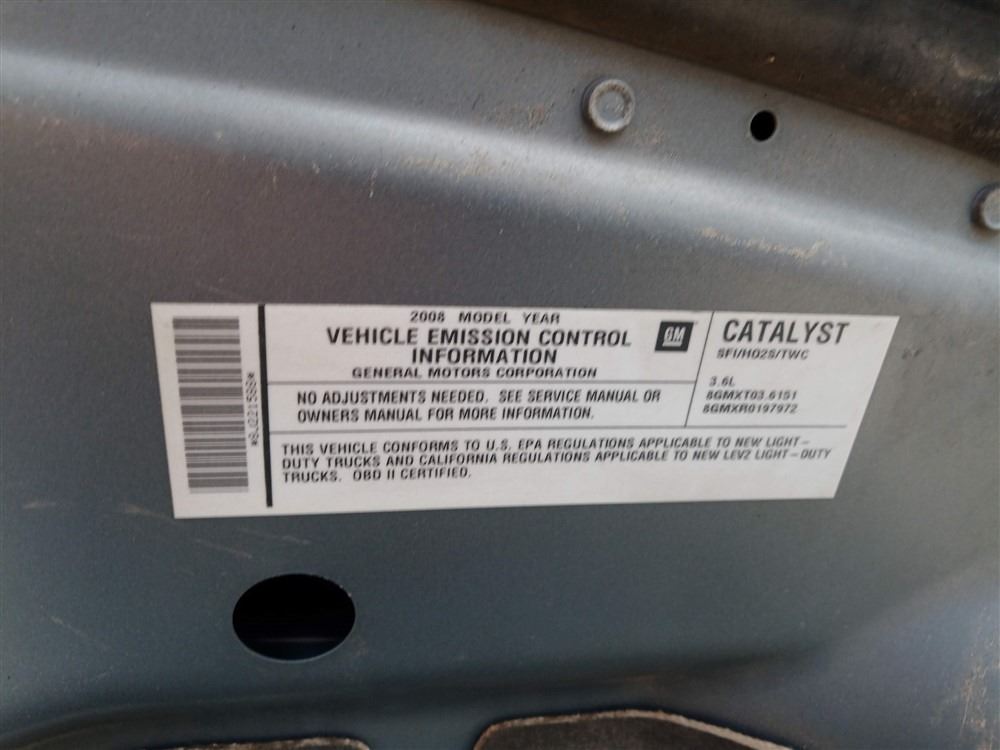 *8J0221588*
2008 MODEL YEAR
VEHICLE EMISSION CONTROL
INFORMATION
GENERAL MOTORS CORPORATION
GM
NO ADJUSTMENTS NEEDED. SEE SERVICE MANUAL OR
OWNERS MANUAL FOR MORE INFORMATION.
CATALYST
SFI/HO2S/TWC
3.6L
8GMXT03.6151
8GMXR0197972
THIS VEHICLE CONFORMS TO U.S. EPA REGULATIONS APPLICABLE TO NEW LIGHT-
DUTY TRUCKS AND CALIFORNIA REGULATIONS APPLICABLE TO NEW LEV2 LIGHT-DUTY
TRUCKS. OBD II CERTIFIED.